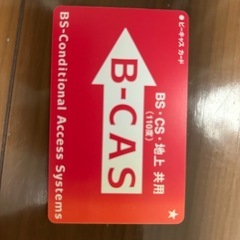 ●ビーキャス カード
BS・CS・地上 共用
(110度)
B-CAS
BS-Conditional Access Systems